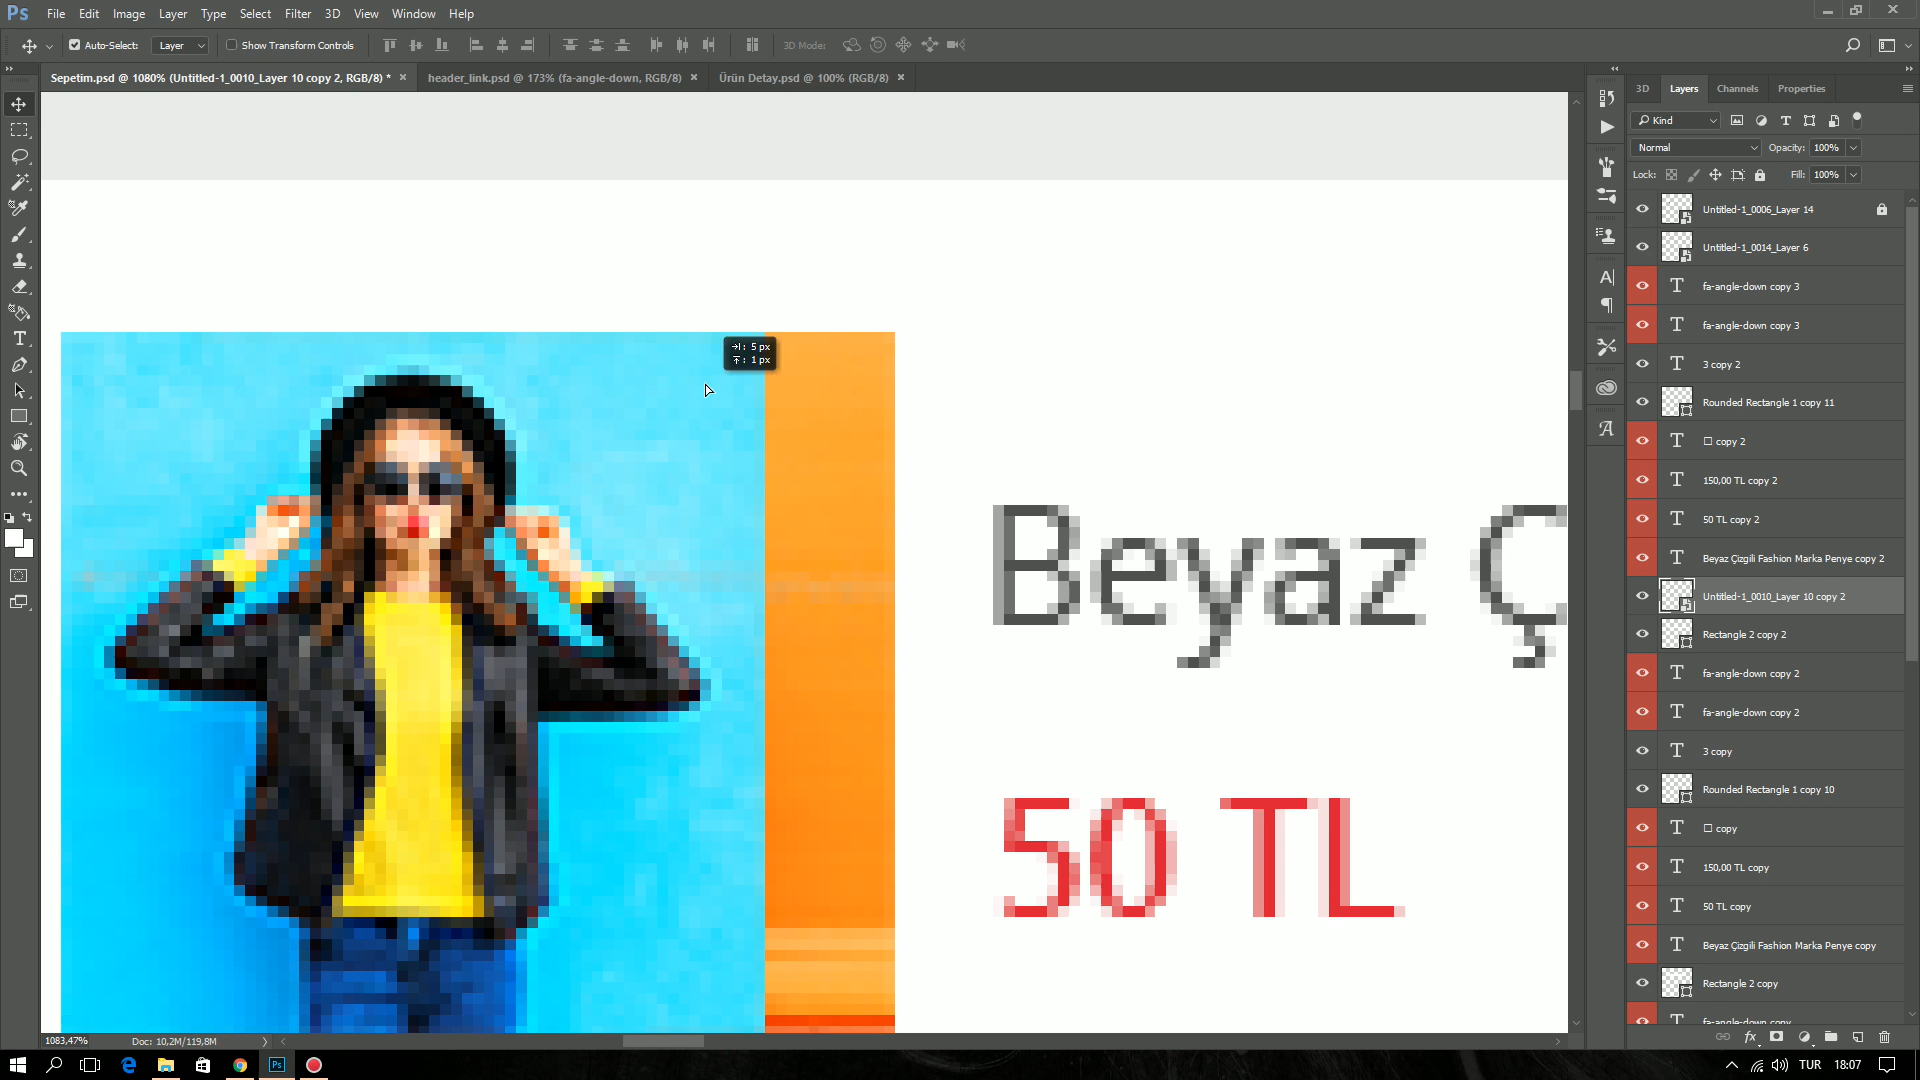 Ps File Edit Image Layer Type Select Filter 3D View Window Help
Auto-Select: Layer Show Transform Controls 3D Mode:
Sepetim.psd @ 1080% (Untitled-1_0010_Layer 10 copy 2, RGB/8) * × header_link.psd @ 173% (fa-angle-down, RGB/8) × Ürün Detay.psd @ 100% (RGB/8) ×
3D Layers Channels Properties
Kind
Normal Opacity: 100%
Lock: Fill: 100%
Untitled-1_0006_Layer 14
Untitled-1_0014_Layer 6
fa-angle-down copy 3
fa-angle-down copy 3
3 copy 2
Rounded Rectangle 1 copy 11
copy 2
150,00 TL copy 2
50 TL copy 2
Beyaz Çizgili Fashion Marka Penye copy 2
Untitled-1_0010_Layer 10 copy 2
Rectangle 2 copy 2
fa-angle-down copy 2
fa-angle-down copy 2
3 copy
Rounded Rectangle 1 copy 10
copy
150,00 TL copy
50 TL copy
Beyaz Çizgili Fashion Marka Penye copy
Rectangle 2 copy
fa-angle-down copy
: 5 px
: 1 px
Beyaz Ç
50 TL
1083,47% Doc: 10,2M/119,8M
TUR 18:07